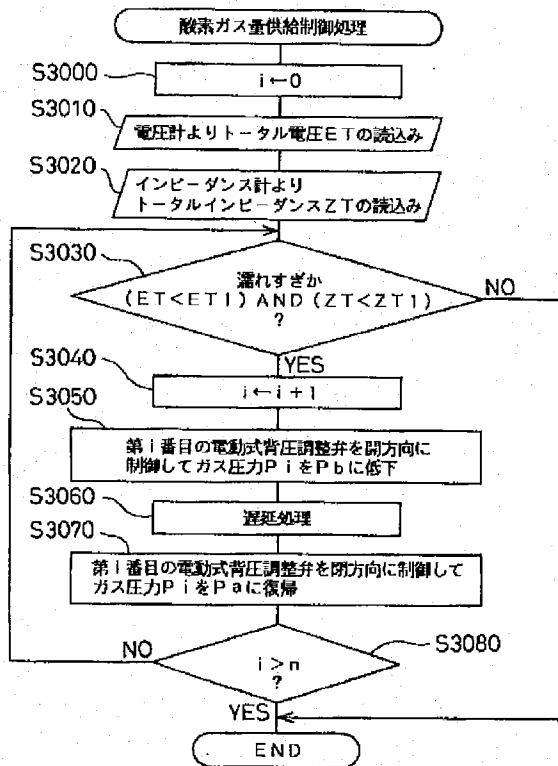 酸素ガス量供給制御処理
S3000
i←0
S3010
電圧計よりトータル電圧ETの読込み
S3020
インピーダンス計より
トータルインピーダンスZTの読込み
S3030
濡れすぎか
(ET<ET1) AND (ZT<ZT1)
?
NO
YES
S3040
i←i+1
S3050
第i番目の電動式背圧調整弁を開方向に
制御してガス圧力PiをPbに低下
S3060
遅延処理
S3070
第i番目の電動式背圧調整弁を閉方向に制御して
ガス圧力PiをPaに復帰
NO
S3080
i>n
?
YES
END